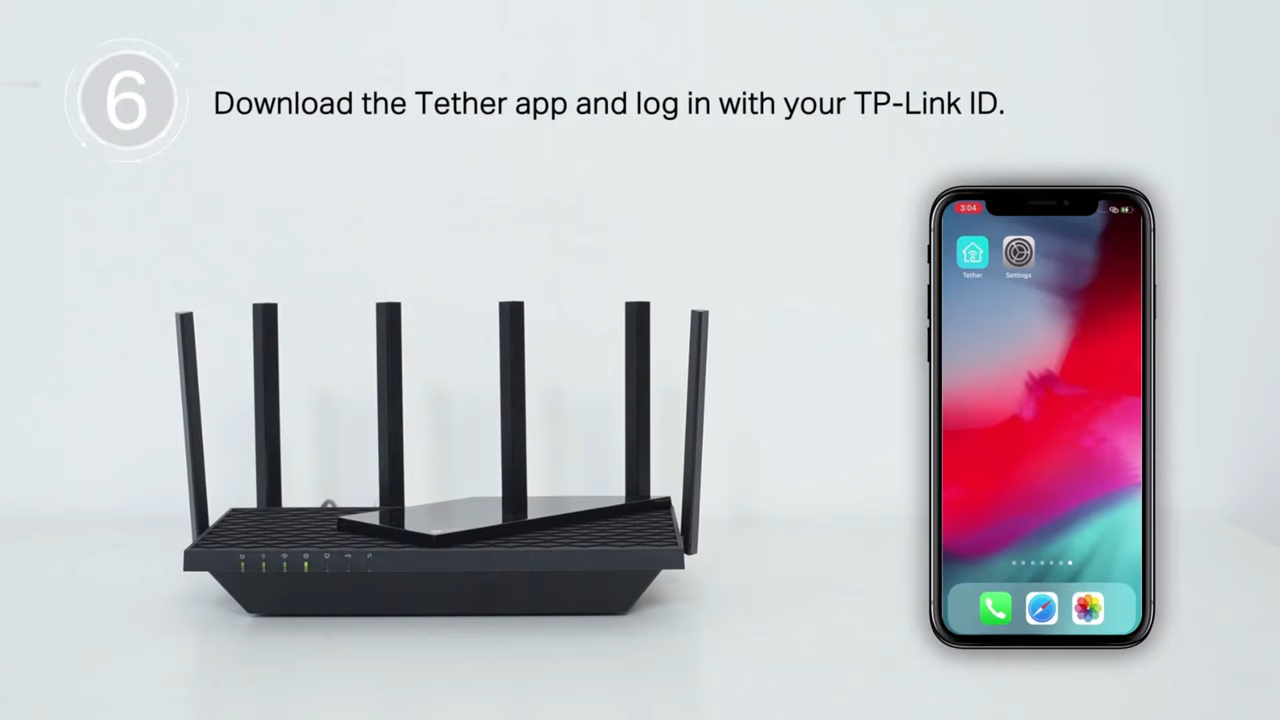 6
Download the Tether app and log in with your TP-Link ID.
3:04
Tether
Settings